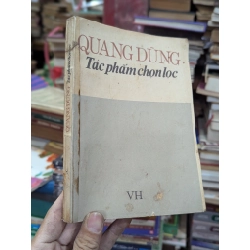 QUANG DŨNG
Tác phẩm chọn lọc
VH